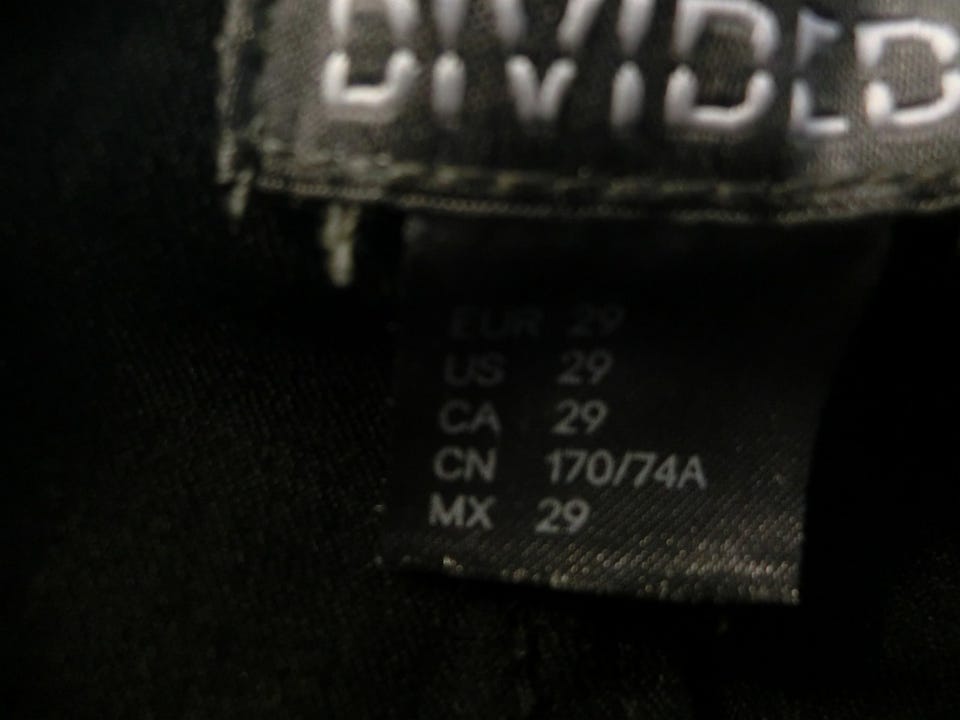 DIVIDED
EUR 29
US 29
CA 29
CN 170/74A
MX 29